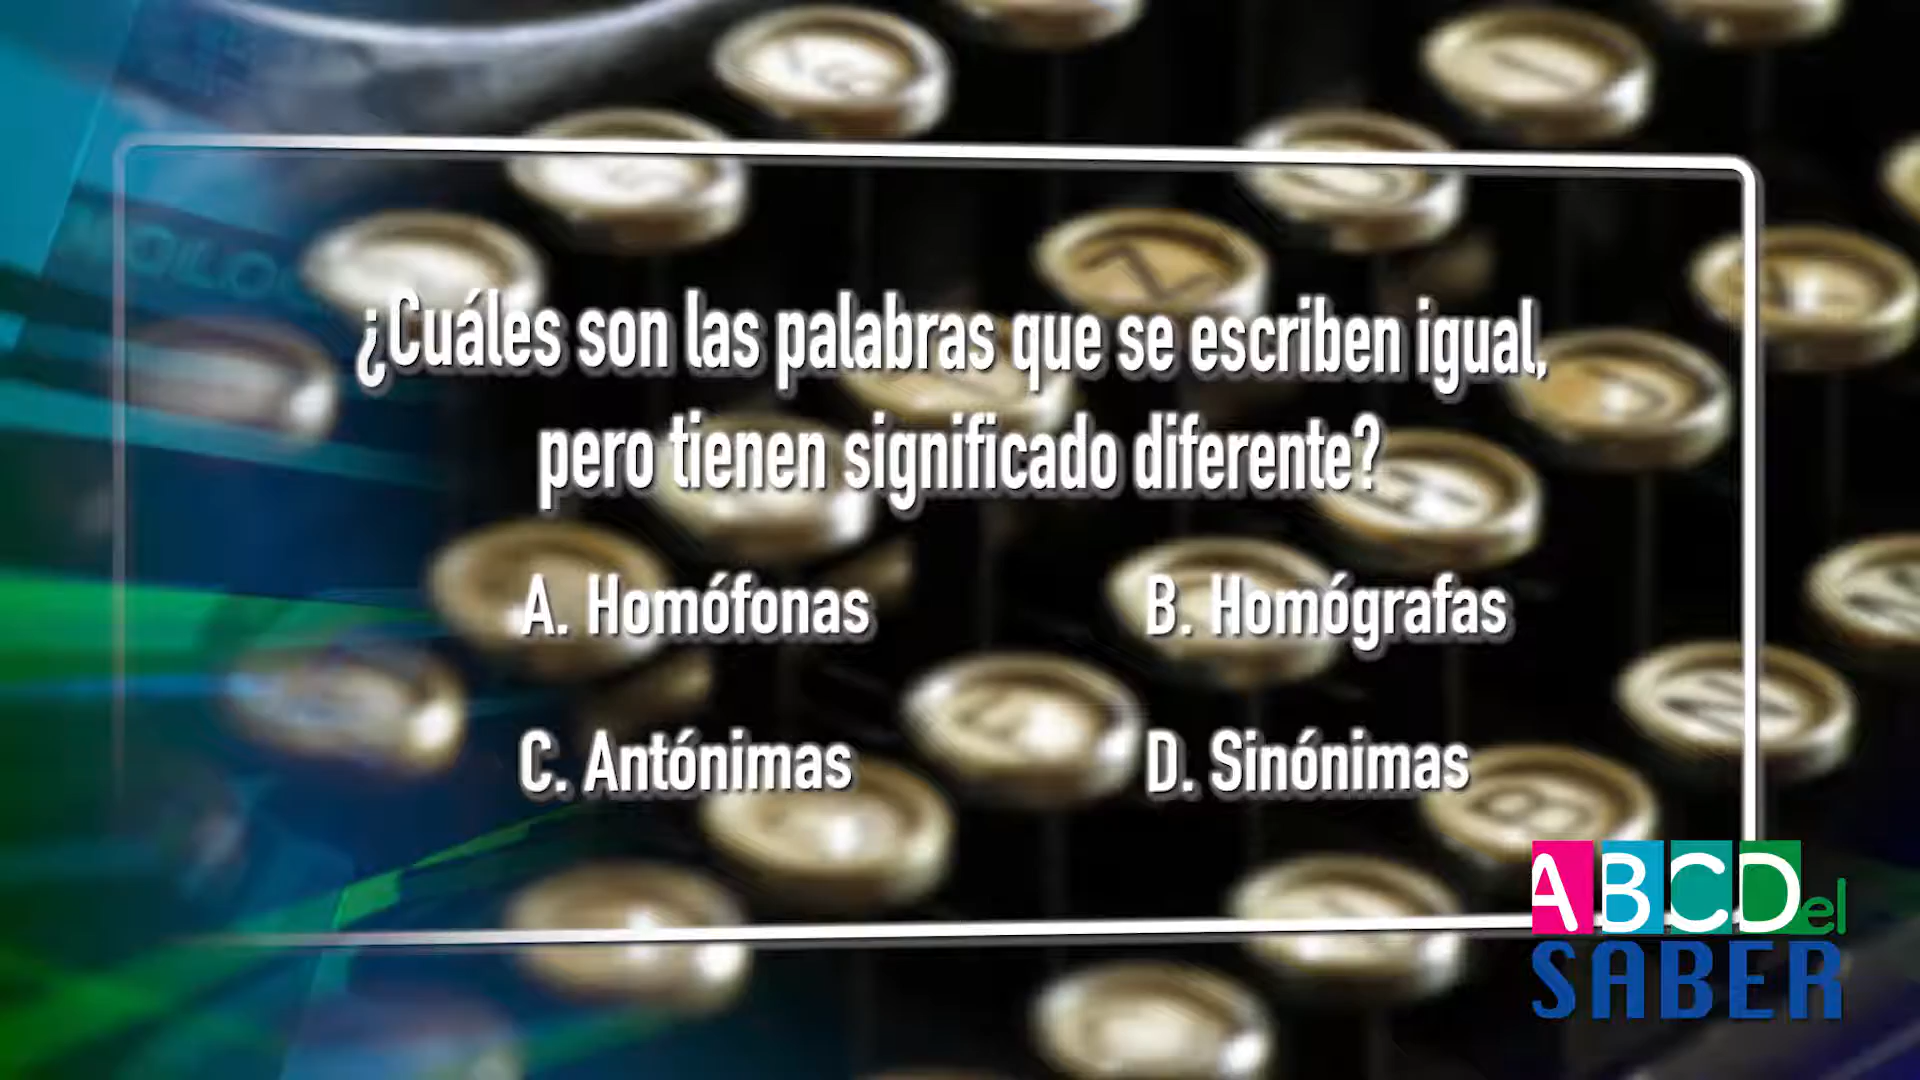 ¿Cuáles son las palabras que se escriben igual,
pero tienen significado diferente?
A. Homófonas
B. Homógrafas
C. Antónimas
D. Sinónimas
ABCDel
SABER